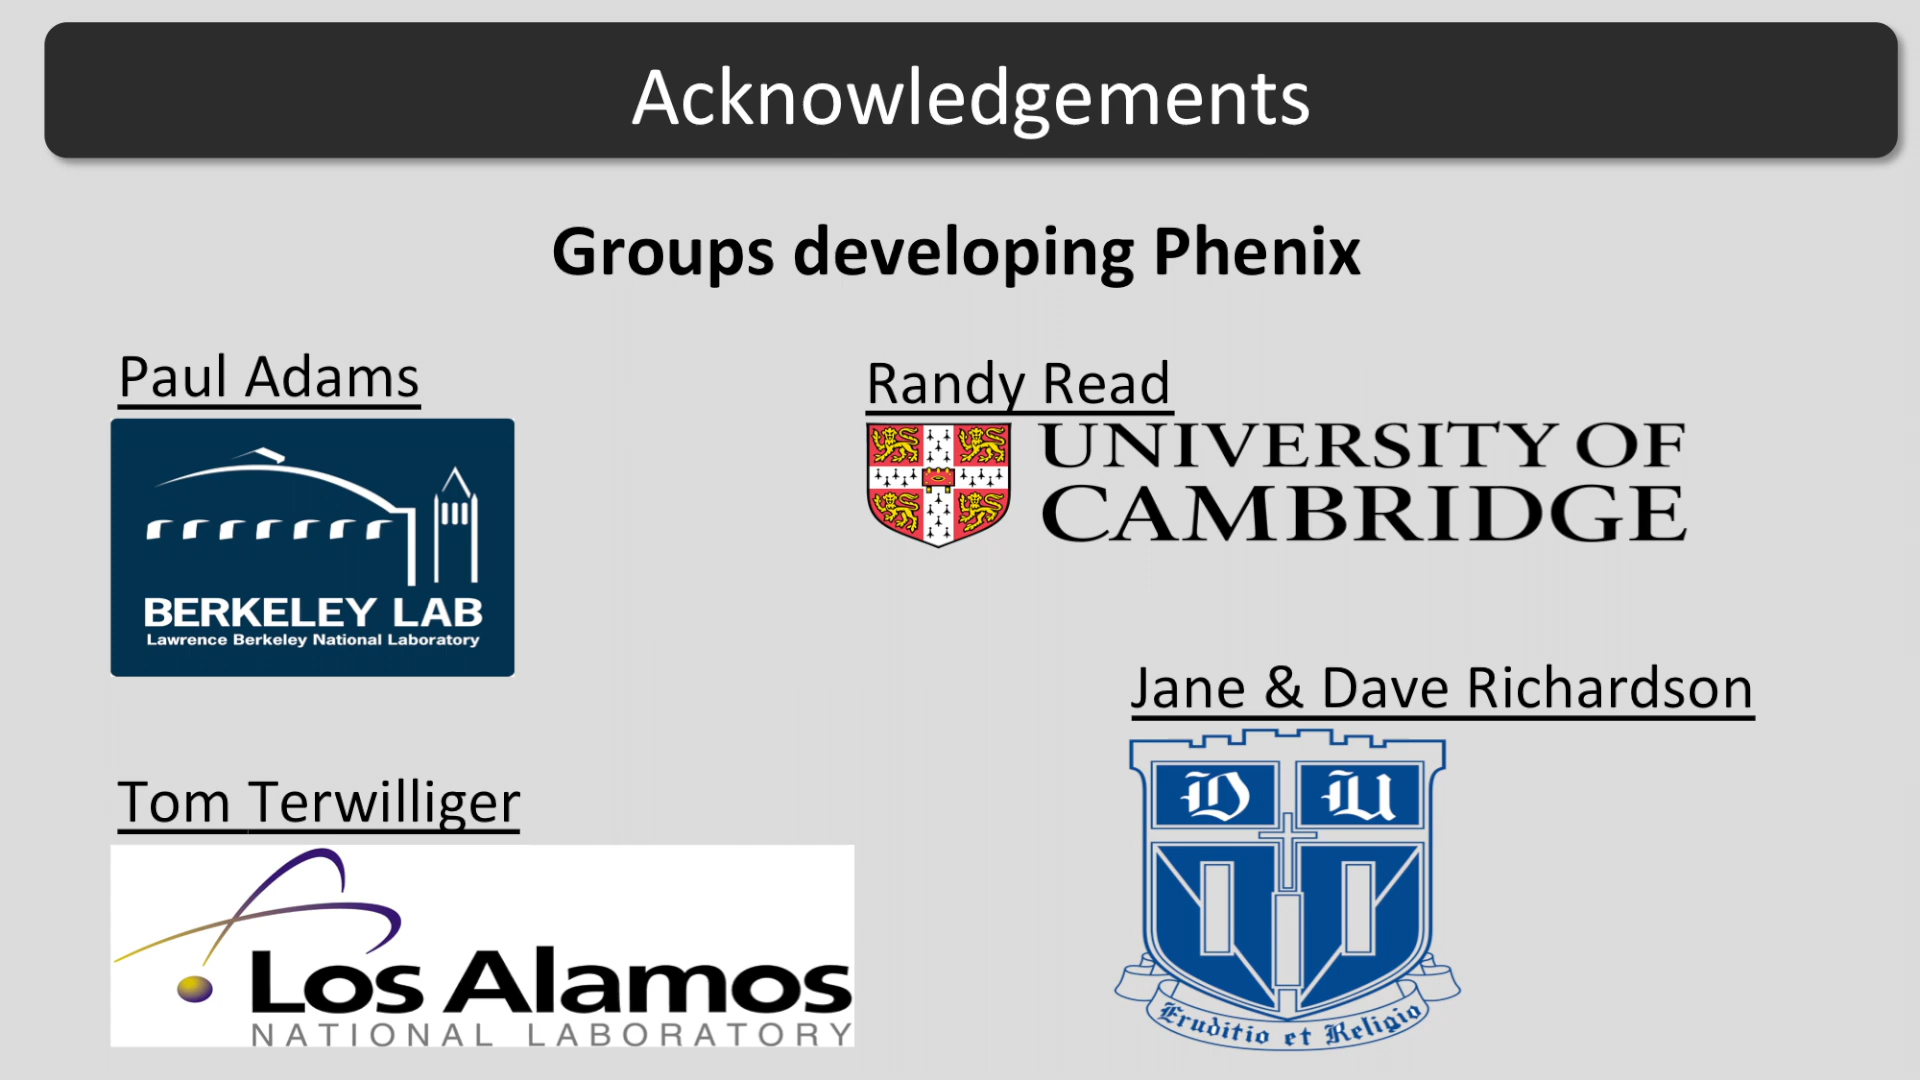 Acknowledgements
Groups developing Phenix
Paul Adams
BERKELEY LAB
Lawrence Berkeley National Laboratory
Randy Read
UNIVERSITY OF
CAMBRIDGE
Tom Terwilliger
Los Alamos
NATIONAL LABORATORY
Jane & Dave Richardson
D U
Eruditio et Religio